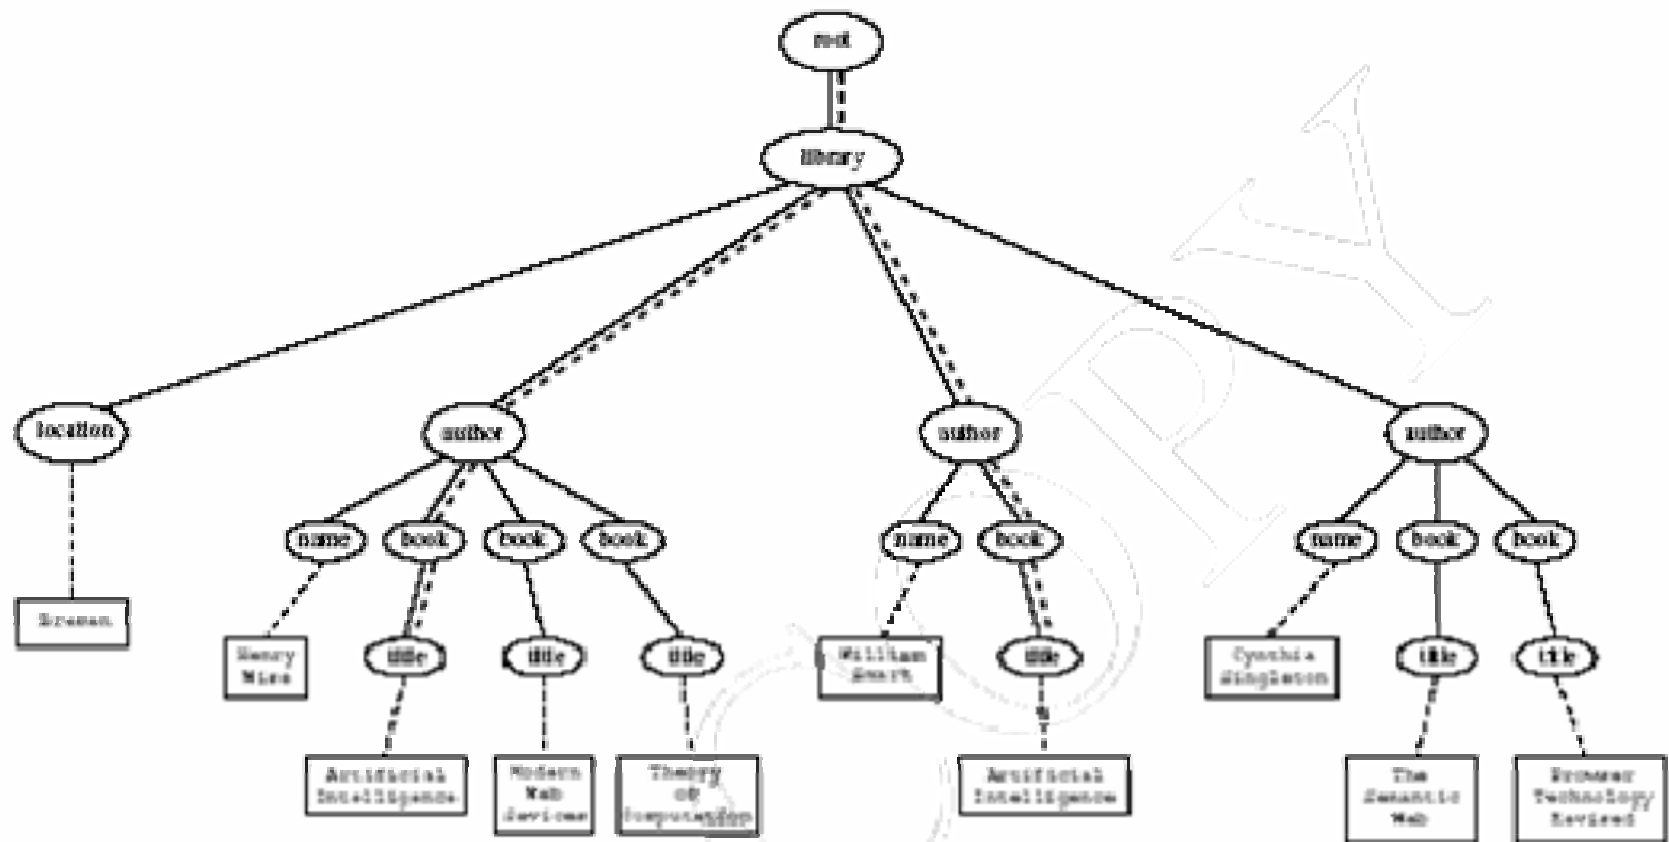 root
library
location author author author
name book book book name book name book book
Bremen
Henry
Wise
title title title
William
Smart
title
Cynthia
Singleton
title title
Artificial
Intelligence
Modern
Web
Services
Theory
of
Computation
Artificial
Intelligence
The
Semantic
Web
Browser
Technology
Revised
COPY